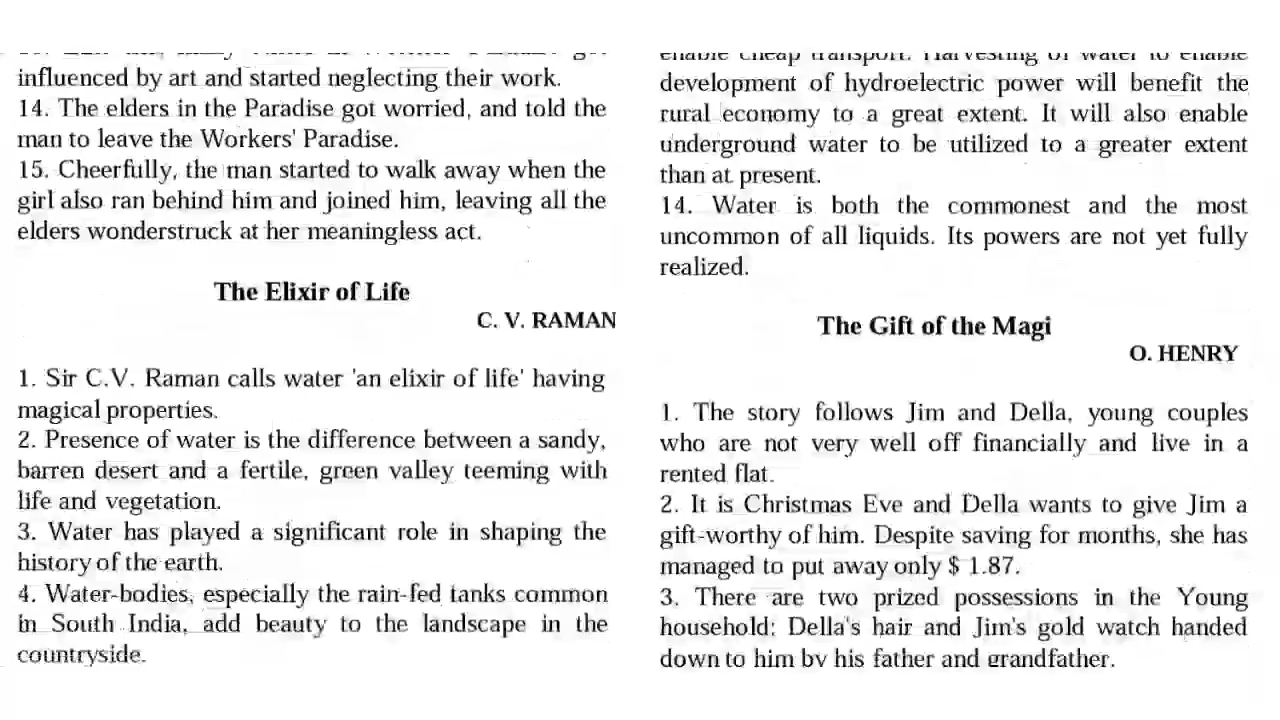 influenced by art and started neglecting their work.
14. The elders in the Paradise got worried, and told the
man to leave the Workers' Paradise.
15. Cheerfully, the man started to walk away when the
girl also ran behind him and joined him, leaving all the
elders wonderstruck at her meaningless act.
The Elixir of Life
C. V. RAMAN
1. Sir C.V. Raman calls water 'an elixir of life' having
magical properties.
2. Presence of water is the difference between a sandy,
barren desert and a fertile, green valley teeming with
life and vegetation.
3. Water has played a significant role in shaping the
history of the earth.
4. Water-bodies, especially the rain-fed tanks common
in South India, add beauty to the landscape in the
countryside.
enable cheap transport. Harvesting of water to enable
development of hydroelectric power will benefit the
rural economy to a great extent. It will also enable
underground water to be utilized to a greater extent
than at present.
14. Water is both the commonest and the most
uncommon of all liquids. Its powers are not yet fully
realized.
The Gift of the Magi
O. HENRY
1. The story follows Jim and Della, young couples
who are not very well off financially and live in a
rented flat.
2. It is Christmas Eve and Della wants to give Jim a
gift-worthy of him. Despite saving for months, she has
managed to put away only $ 1.87.
3. There are two prized possessions in the Young
household: Della's hair and Jim's gold watch handed
down to him by his father and grandfather.